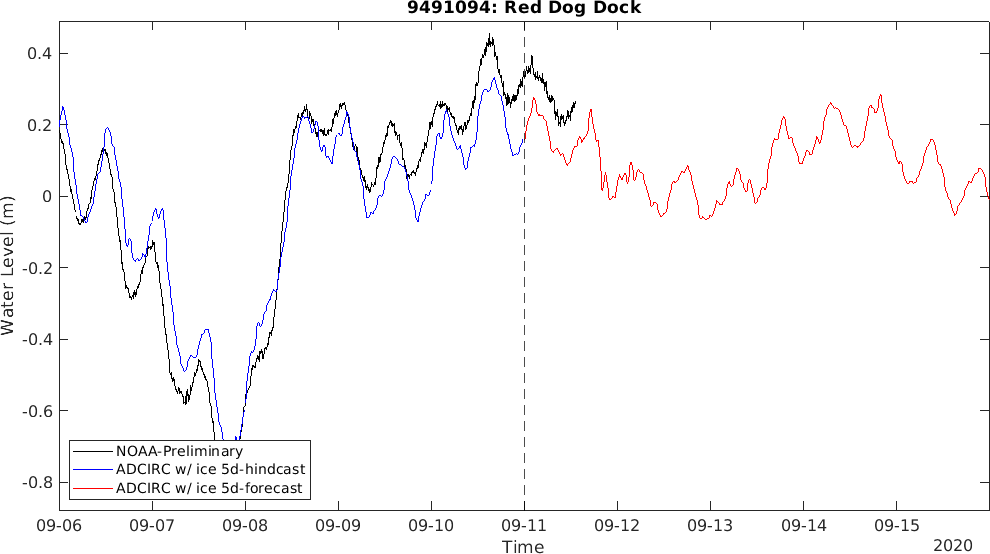 9491094: Red Dog Dock
Water Level (m)
0.4
0.2
0
-0.2
-0.4
-0.6
-0.8
NOAA-Preliminary
ADCIRC w/ ice 5d-hindcast
ADCIRC w/ ice 5d-forecast
09-06 09-07 09-08 09-09 09-10 09-11 09-12 09-13 09-14 09-15
Time
2020